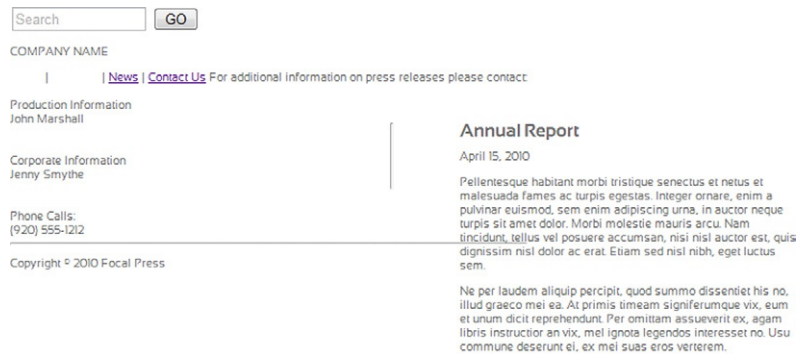 Search GO
COMPANY NAME
| | News | Contact Us For additional information on press releases please contact:
Production Information
John Marshall
Corporate Information
Jenny Smythe
Phone Calls:
(920) 555-1212
Copyright © 2010 Focal Press
Annual Report
April 15, 2010
Pellentesque habitant morbi tristique senectus et netus et
malesuada fames ac turpis egestas. Integer ornare, enim a
pulvinar euismod, sem enim adipiscing urna, in auctor neque
turpis sit amet dolor. Morbi molestie mauris arcu. Nam
tincidunt, tellus vel posuere accumsan, nisi nisl auctor est, quis
dignissim nisl dolor ac erat. Etiam sed nisl nibh, eget luctus
sem.
Ne per laudem aliquip percipit, quod summo dissentiet his no,
illud graeco mei ea. At primis timeam signiferumque vix, eum
et unum dicit reprehendunt. Per omittam assueverit ex, agam
libris instructior an vix, mel ignota legendos interesset no. Usu
commune deserunt ei, ex mei suas eros verterem.